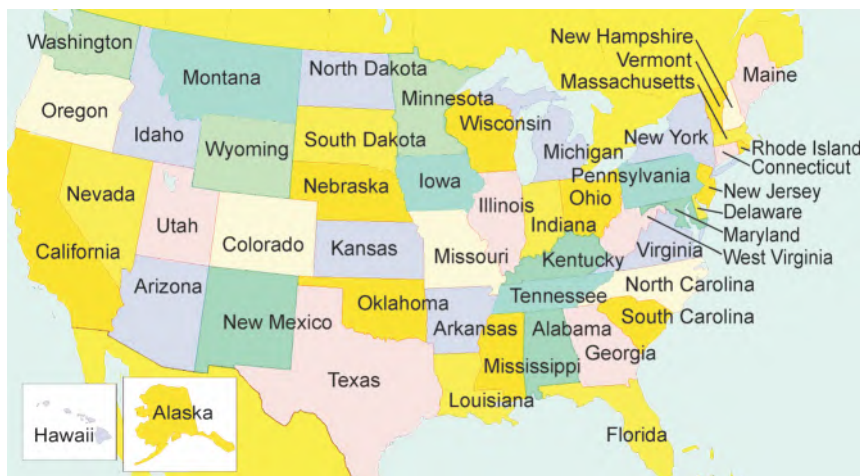 Washington
Montana
North Dakota
Minnesota
New Hampshire
Vermont
Massachusetts
Maine
Oregon
Idaho
Wyoming
South Dakota
Wisconsin
Michigan
New York
Rhode Island
Connecticut
Nevada
Utah
Colorado
Nebraska
Iowa
Illinois
Indiana
Ohio
Pennsylvania
New Jersey
Delaware
Maryland
West Virginia
California
Arizona
New Mexico
Kansas
Missouri
Kentucky
Virginia
North Carolina
Tennessee
Oklahoma
Arkansas
South Carolina
Texas
Louisiana
Mississippi
Alabama
Georgia
Florida
Hawaii
Alaska